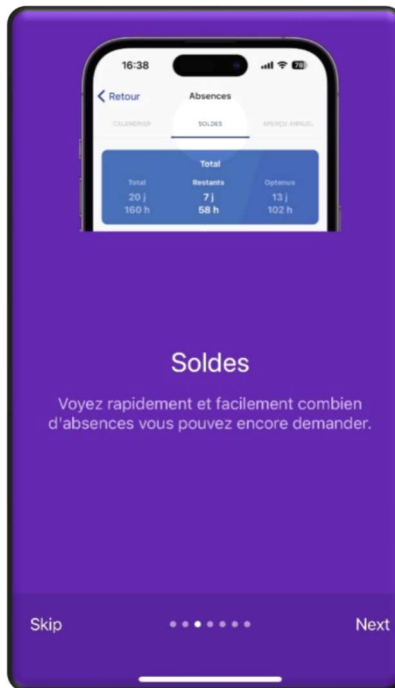 16:38
78
Retour
Absences
CALENDRIER
SOLDES
APERÇU ANNUEL
Total
Total
Restants
Obtenus
20 j
7 j
13 j
160 h
58 h
102 h
Soldes
Voyez rapidement et facilement combien
d'absences vous pouvez encore demander.
Skip
Next